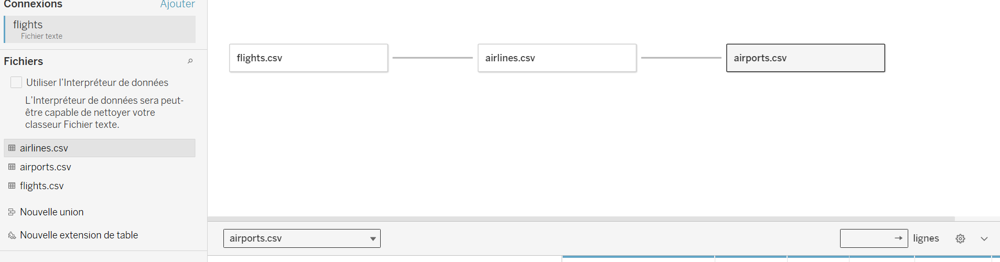 Connexions
Ajouter
flights
Fichier texte
Fichiers
Utiliser l'Interpréteur de données
L'Interpréteur de données sera peut-
être capable de nettoyer votre
classeur Fichier texte.
airlines.csv
airports.csv
flights.csv
Nouvelle union
Nouvelle extension de table
flights.csv
airlines.csv
airports.csv
airports.csv
→ lignes